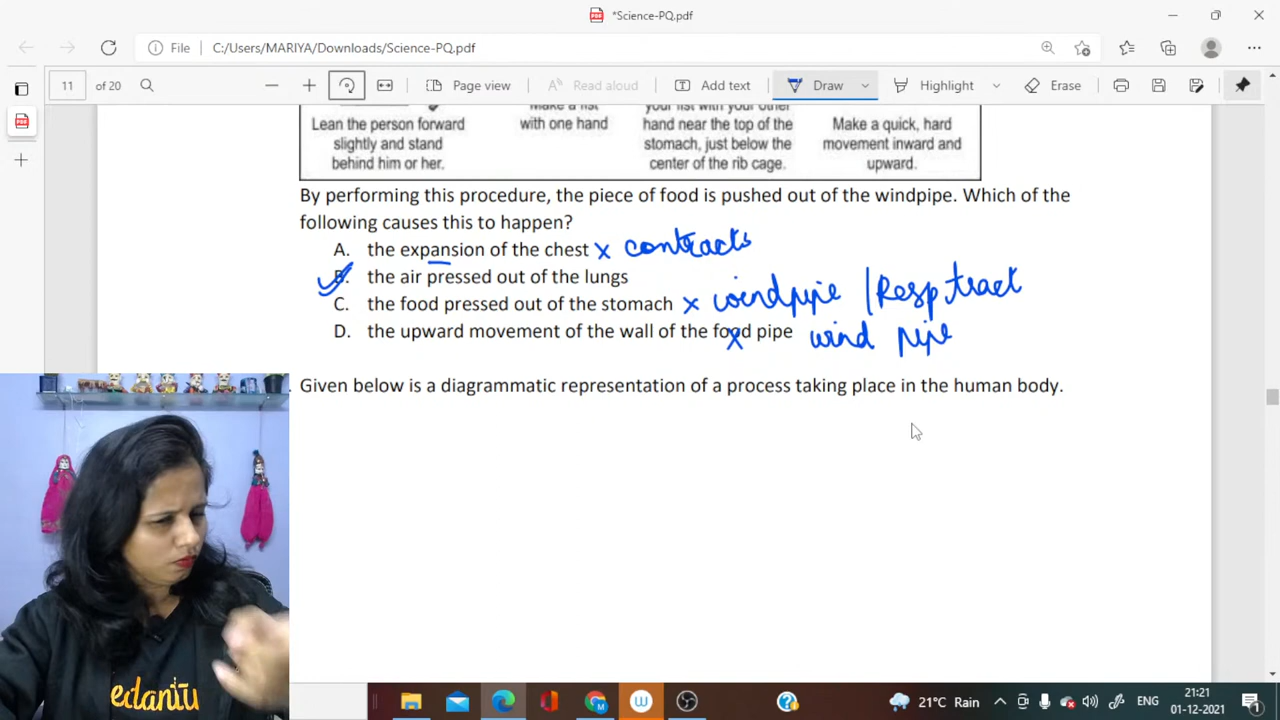 *Science-PQ.pdf
File C:/Users/MARIYA/Downloads/Science-PQ.pdf
11 of 20 Page view Read aloud Add text Draw Highlight Erase
Lean the person forward
slightly and stand
behind him or her.
Make a fist
with one hand
your fist with your other
hand near the top of the
stomach, just below the
center of the rib cage.
Make a quick, hard
movement inward and
upward.
By performing this procedure, the piece of food is pushed out of the windpipe. Which of the
following causes this to happen?
A. the expansion of the chest x contracts
B. the air pressed out of the lungs
C. the food pressed out of the stomach x windpipe | Resp tract
D. the upward movement of the wall of the food pipe x wind pipe
Given below is a diagrammatic representation of a process taking place in the human body.
edantu
21°C Rain ENG 21:21
01-12-2021